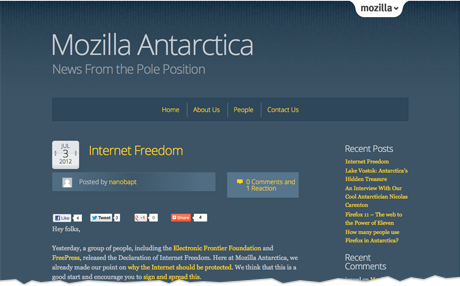 mozilla
Mozilla Antarctica
News From the Pole Position
Home About Us People Contact Us
JUL
3
2012
Internet Freedom
Posted by nanobapt
0 Comments and
1 Reaction
Like 4 Tweet 3 +1 0 Share 4
Hey folks,
Yesterday, a group of people, including the Electronic Frontier Foundation and
FreePress, released the Declaration of Internet Freedom. Here at Mozilla Antarctica, we
already made our point on why the Internet should be protected. We think that this is a
good start and encourage you to sign and spread this.
Recent Posts
Internet Freedom
Lake Vostok: Antarctica's
Hidden Treasure
An Interview With Our
Cool Antarctician Nicolas
Carenton
Firefox 11 – The web to
the Power of Eleven
How many people use
Firefox in Antarctica?
Recent
Comments